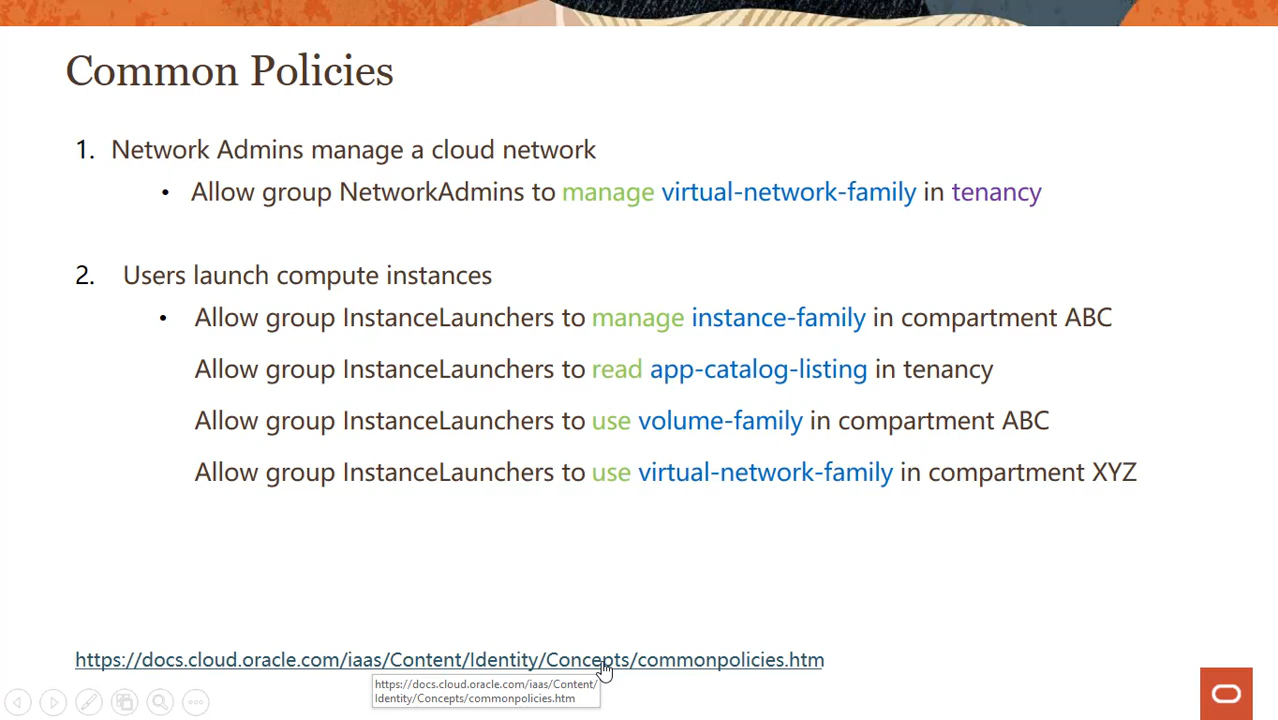 Common Policies
1. Network Admins manage a cloud network
• Allow group NetworkAdmins to manage virtual-network-family in tenancy
2. Users launch compute instances
• Allow group InstanceLaunchers to manage instance-family in compartment ABC
Allow group InstanceLaunchers to read app-catalog-listing in tenancy
Allow group InstanceLaunchers to use volume-family in compartment ABC
Allow group InstanceLaunchers to use virtual-network-family in compartment XYZ
https://docs.cloud.oracle.com/iaas/Content/Identity/Concepts/commonpolicies.htm
https://docs.cloud.oracle.com/iaas/Content/
Identity/Concepts/commonpolicies.htm